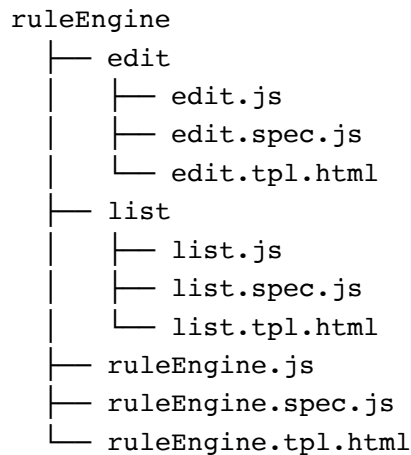 ruleEngine
├── edit
│   ├── edit.js
│   ├── edit.spec.js
│   └── edit.tpl.html
├── list
│   ├── list.js
│   ├── list.spec.js
│   └── list.tpl.html
├── ruleEngine.js
├── ruleEngine.spec.js
└── ruleEngine.tpl.html